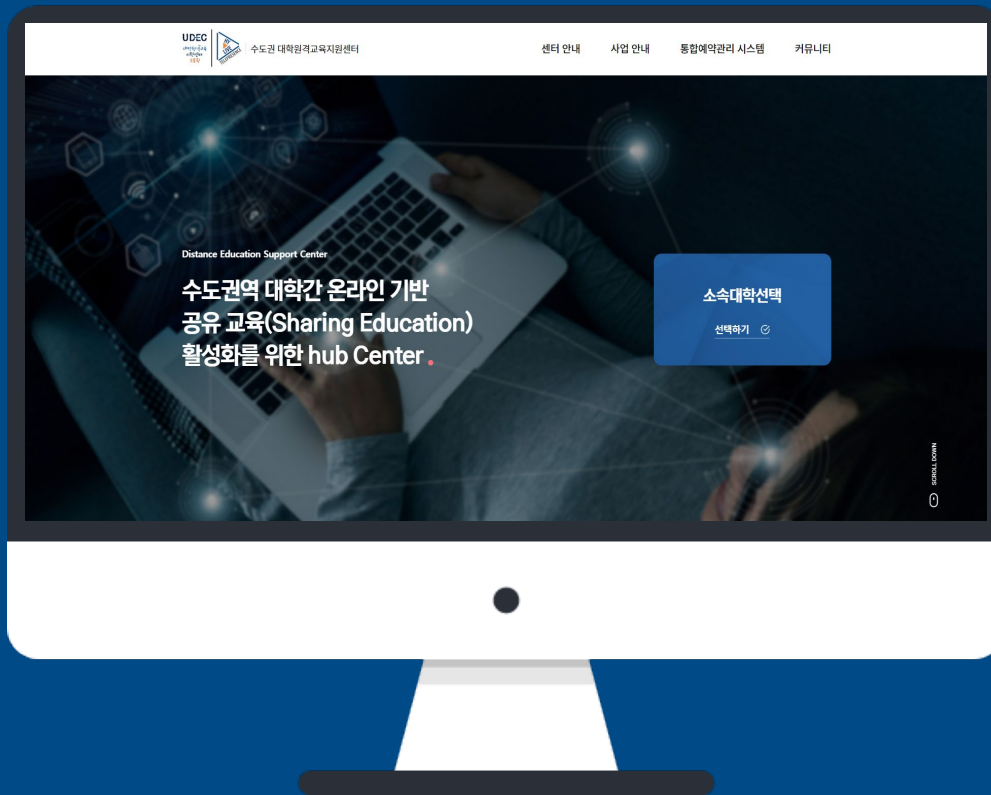 UDEC
수도권 대학원격교육지원센터
센터 안내
사업 안내
통합예약관리 시스템
커뮤니티
Distance Education Support Center
수도권역 대학간 온라인 기반
공유 교육(Sharing Education)
활성화를 위한 hub Center .
소속대학선택
선택하기
SCROLL DOWN